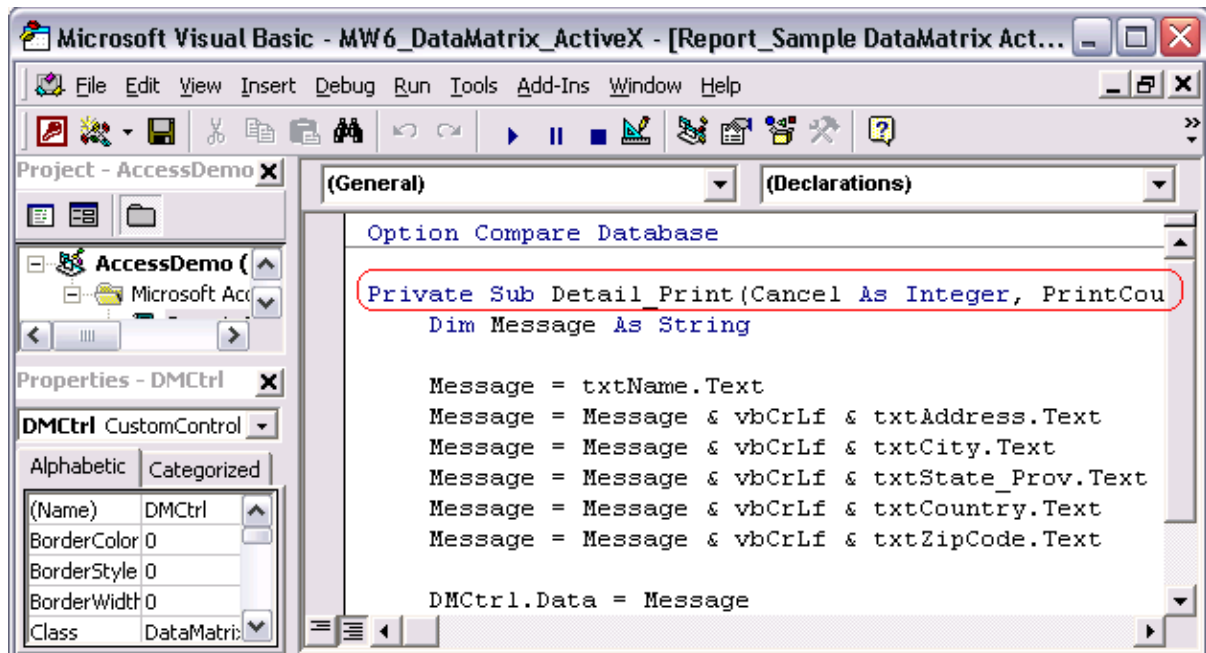 Microsoft Visual Basic - MW6_DataMatrix_ActiveX - [Report_Sample DataMatrix Act...
File Edit View Insert Debug Run Tools Add-Ins Window Help
Project - AccessDemo
AccessDemo (
Microsoft Acc
Properties - DMCtrl
DMCtrl CustomControl
Alphabetic Categorized
(Name) DMCtrl
BorderColor 0
BorderStyle 0
BorderWidth 0
Class DataMatri
(General) (Declarations)
Option Compare Database
Private Sub Detail_Print(Cancel As Integer, PrintCou
Dim Message As String
Message = txtName.Text
Message = Message & vbCrLf & txtAddress.Text
Message = Message & vbCrLf & txtCity.Text
Message = Message & vbCrLf & txtState_Prov.Text
Message = Message & vbCrLf & txtCountry.Text
Message = Message & vbCrLf & txtZipCode.Text
DMCtrl.Data = Message